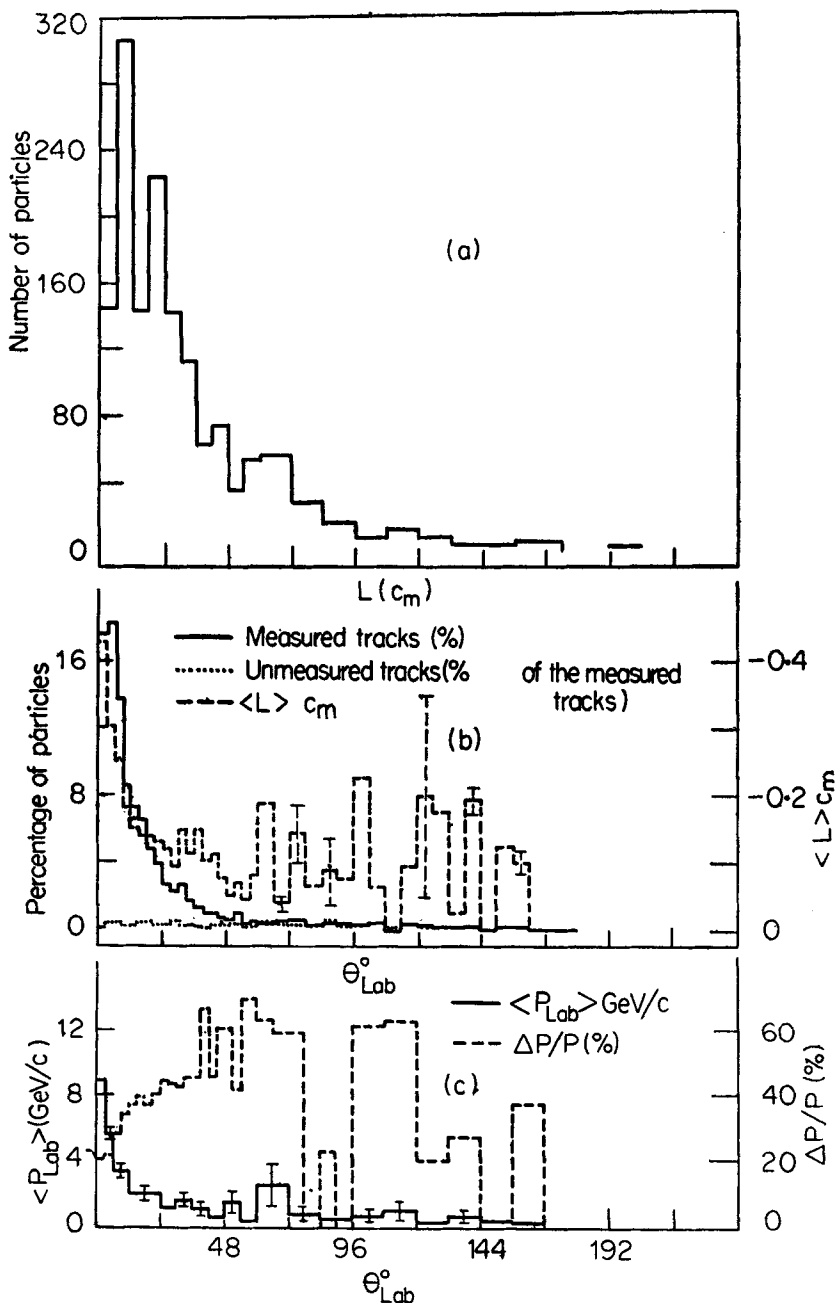 320
240
160
80
0
Number of particles
(a)
L (cm)
16
8
0
Percentage of particles
Measured tracks (%)
Unmeasured tracks (% of the measured tracks)
<L> cm
(b)
-0.4
-0.2
0
<L> cm
θ°Lab
12
8
4
0
<PLab> (GeV/c)
<PLab> GeV/c
ΔP/P (%)
(c)
60
40
20
0
ΔP/P (%)
48 96 144 192
θ°Lab